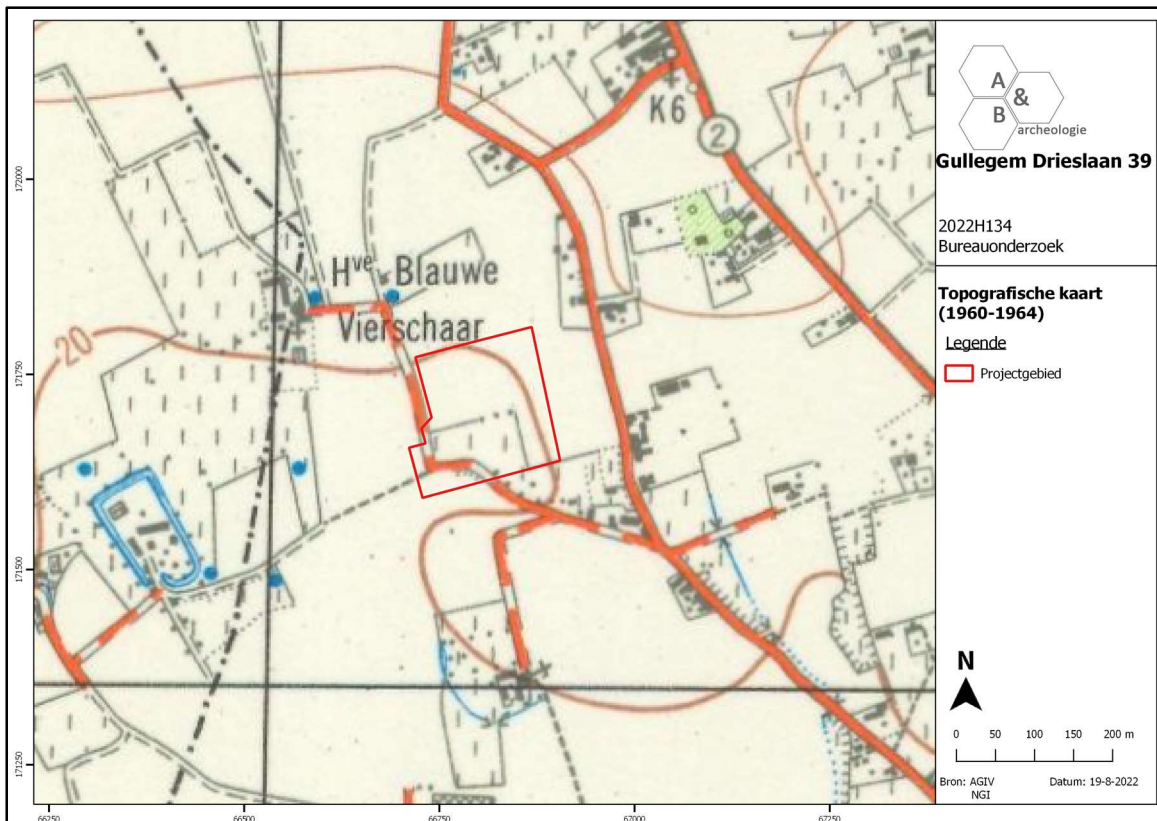 K6
2
Hve Blauwe
Vierschaar
20
172000
171750
171500
171250
66250
66500
66750
67000
67250
A
&
B
archeologie
Gullegem Drieslaan 39
2022H134
Bureauonderzoek
Topografische kaart
(1960-1964)
Legende
Projectgebied
N
0 50 100 150 200 m
Bron: AGIV
NGI
Datum: 19-8-2022